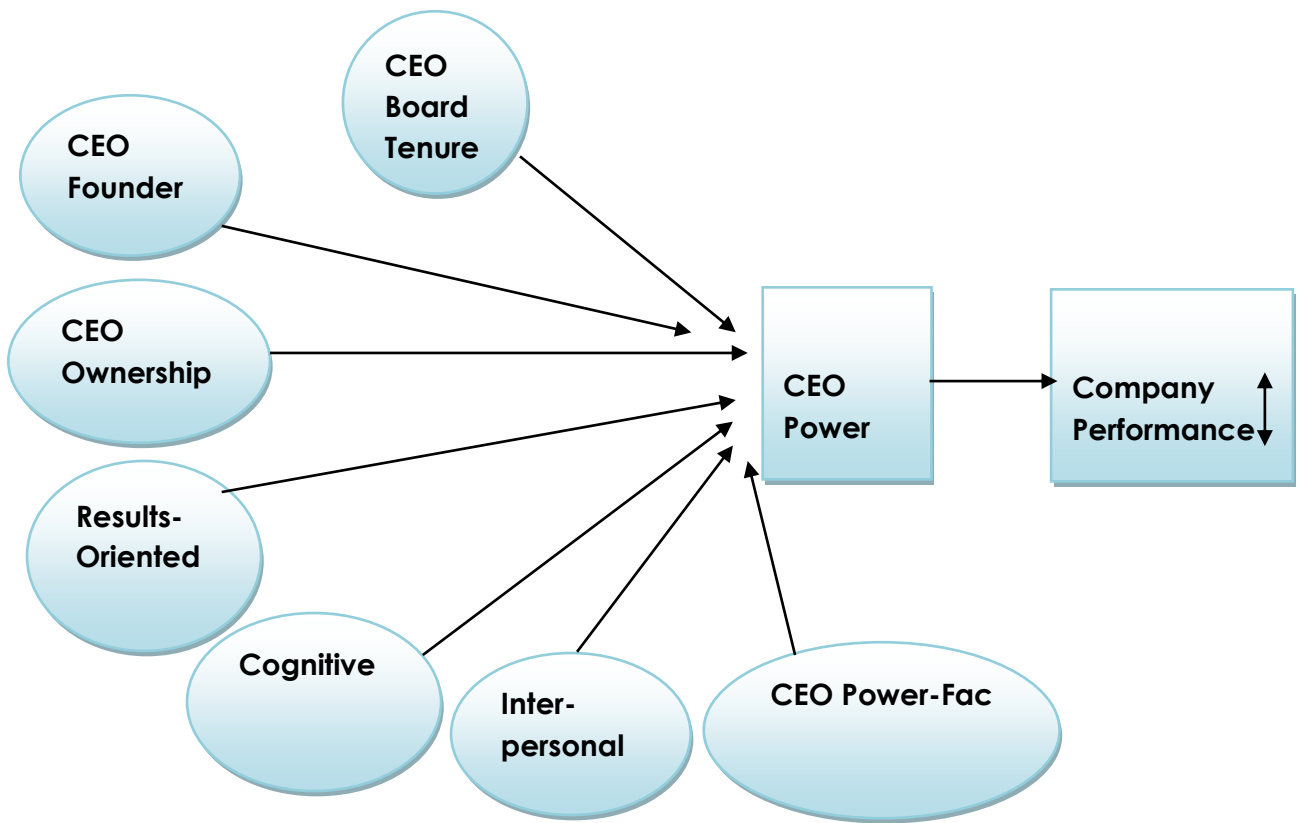 CEO
Board
Tenure
CEO
Founder
CEO
Ownership
Results-
Oriented
Cognitive
Inter-
personal
CEO Power-Fac
CEO
Power
Company
Performance